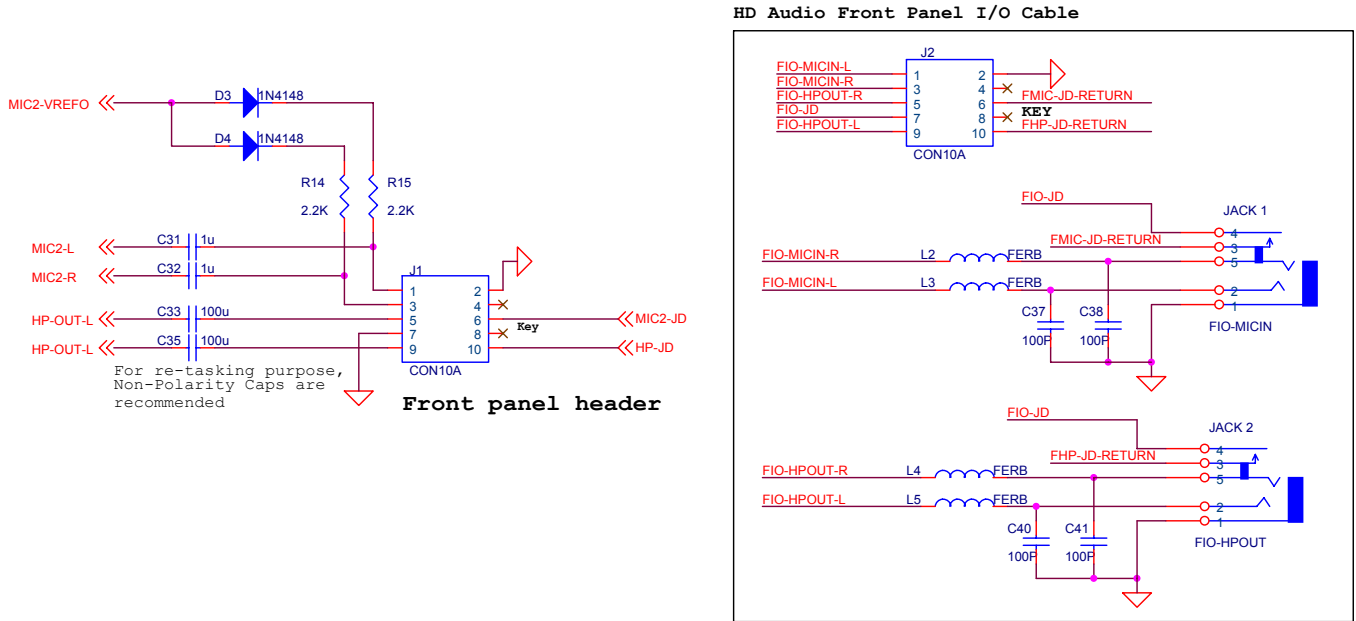 HD Audio Front Panel I/O Cable
MIC2-VREFO
D3
1N4148
D4
1N4148
R14
2.2K
R15
2.2K
MIC2-L
C31
1u
MIC2-R
C32
1u
HP-OUT-L
C33
100u
HP-OUT-L
C35
100u
For re-tasking purpose,
Non-Polarity Caps are
recommended
J1
1 2
3 4
5 6
7 8
9 10
CON10A
Key
MIC2-JD
HP-JD
Front panel header
J2
FIO-MICIN-L
FIO-MICIN-R
FIO-HPOUT-R
FIO-JD
FIO-HPOUT-L
1 2
3 4
5 6
7 8
9 10
CON10A
FMIC-JD-RETURN
KEY
FHP-JD-RETURN
FIO-JD
JACK 1
FMIC-JD-RETURN
FIO-MICIN-R
L2
FERB
FIO-MICIN-L
L3
FERB
4
3
5
2
1
C37
100P
C38
100P
FIO-MICIN
FIO-JD
JACK 2
FHP-JD-RETURN
FIO-HPOUT-R
L4
FERB
FIO-HPOUT-L
L5
FERB
4
3
5
2
1
C40
100P
C41
100P
FIO-HPOUT